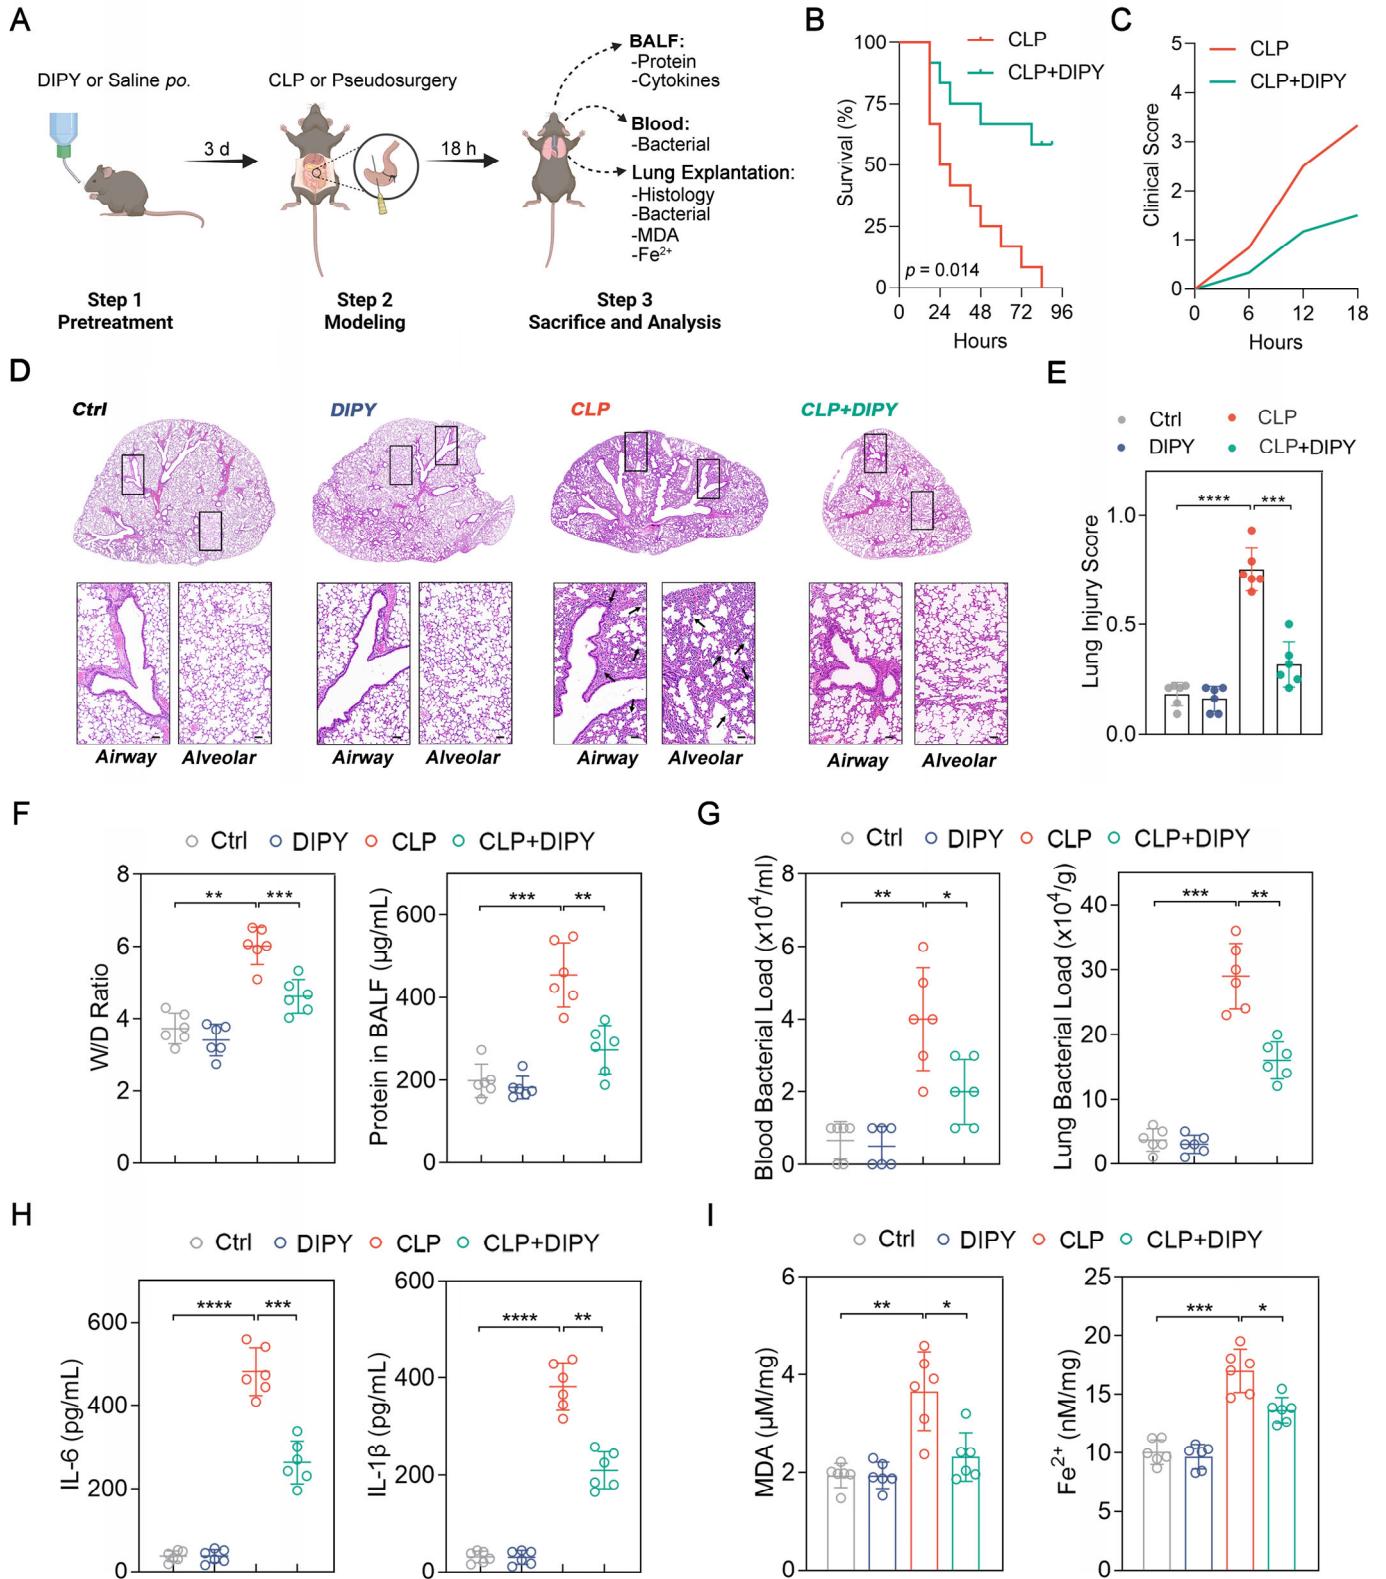 A
DIPY or Saline po.
CLP or Pseudosurgery
3 d
18 h
BALF:
-Protein
-Cytokines
Blood:
-Bacterial
Lung Explantation:
-Histology
-Bacterial
-MDA
-Fe²⁺
Step 1
Pretreatment
Step 2
Modeling
Step 3
Sacrifice and Analysis
B
CLP
CLP+DIPY
Survival (%)
100
75
50
25
0
p = 0.014
0 24 48 72 96
Hours
C
CLP
CLP+DIPY
Clinical Score
5
4
3
2
1
0
0 6 12 18
Hours
D
Ctrl
DIPY
CLP
CLP+DIPY
Airway Alveolar
Airway Alveolar
Airway Alveolar
Airway Alveolar
E
Ctrl CLP
DIPY CLP+DIPY
Lung Injury Score
1.0
0.5
0.0
**** ***
F
Ctrl DIPY CLP CLP+DIPY
W/D Ratio
8
6
4
2
0
** ***
Protein in BALF (µg/mL)
600
400
200
0
*** **
G
Ctrl DIPY CLP CLP+DIPY
Blood Bacterial Load (x10⁴/ml)
8
6
4
2
0
** *
Lung Bacterial Load (x10⁴/g)
40
30
20
10
0
*** **
H
Ctrl DIPY CLP CLP+DIPY
IL-6 (pg/mL)
600
400
200
0
**** ***
IL-1β (pg/mL)
600
400
200
0
**** **
I
Ctrl DIPY CLP CLP+DIPY
MDA (µM/mg)
6
4
2
0
** *
Fe²⁺ (nM/mg)
25
20
15
10
5
0
*** *